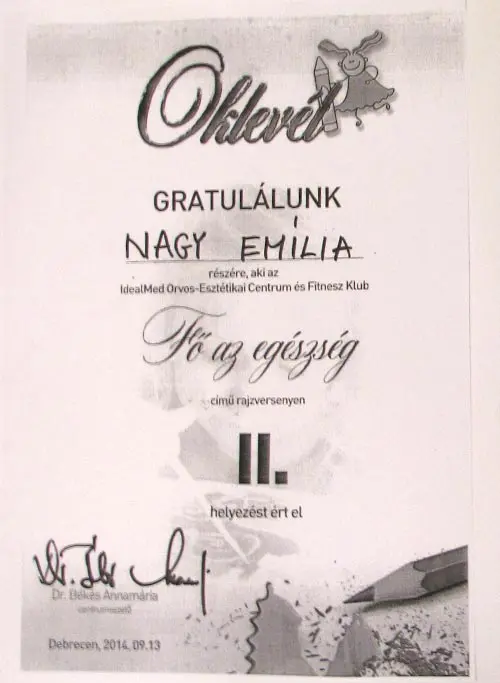 Oklevél
GRATULÁLUNK
NAGY EMÍLIA
részére, aki az
IdealMed Orvos-Esztétikai Centrum és Fitnesz Klub
Fő az egészség
című rajzversenyen
II.
helyezést ért el
Dr. Békés Annamária
centrumvezető
Debrecen, 2014. 09.13